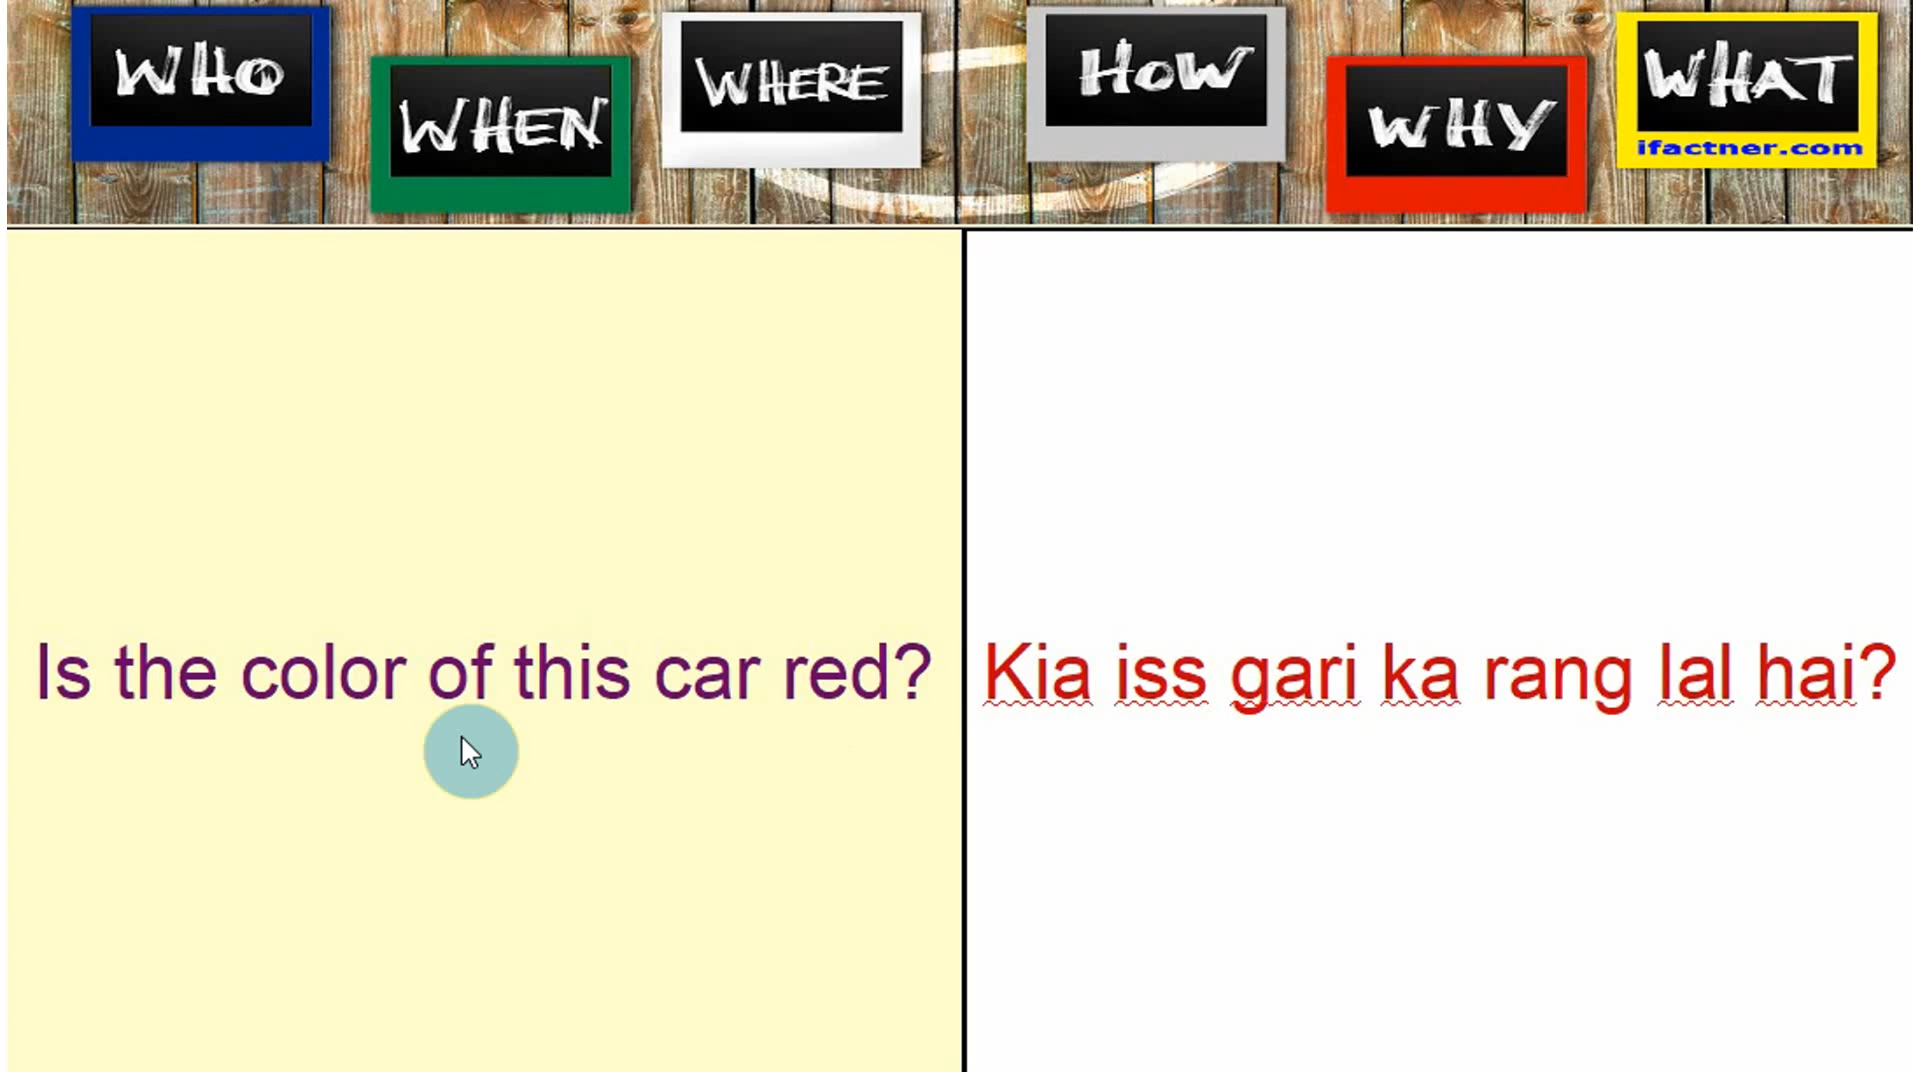 WHO
WHEN
WHERE
HOW
WHY
WHAT
ifactner.com
Is the color of this car red?
Kia iss gari ka rang lal hai?